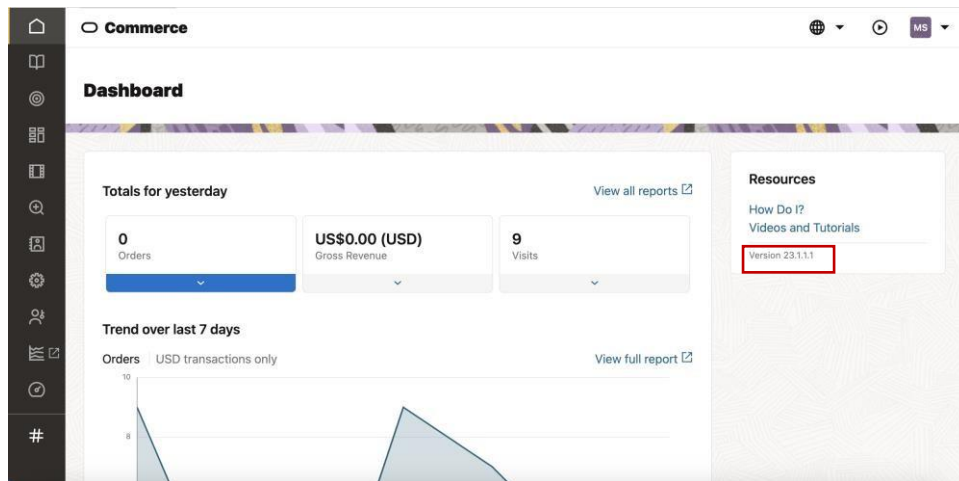 Commerce
MS
Dashboard
Totals for yesterday
View all reports
Resources
How Do I?
Videos and Tutorials
Version 23.1.1.1
0
Orders
US$0.00 (USD)
Gross Revenue
9
Visits
Trend over last 7 days
Orders
USD transactions only
View full report
10
8
#